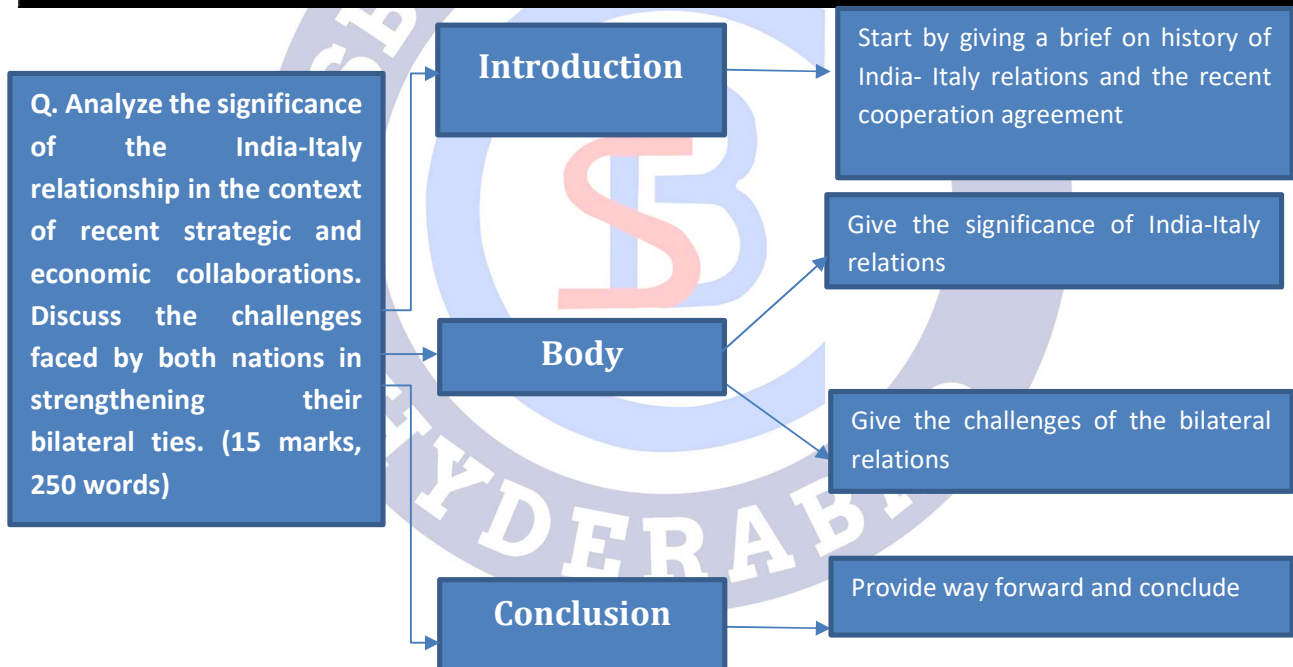 Q. Analyze the significance
of the India-Italy
relationship in the context
of recent strategic and
economic collaborations.
Discuss the challenges
faced by both nations in
strengthening their
bilateral ties. (15 marks,
250 words)
Introduction
Start by giving a brief on history of
India- Italy relations and the recent
cooperation agreement
Body
Give the significance of India-Italy
relations
Give the challenges of the bilateral
relations
Conclusion
Provide way forward and conclude
SB